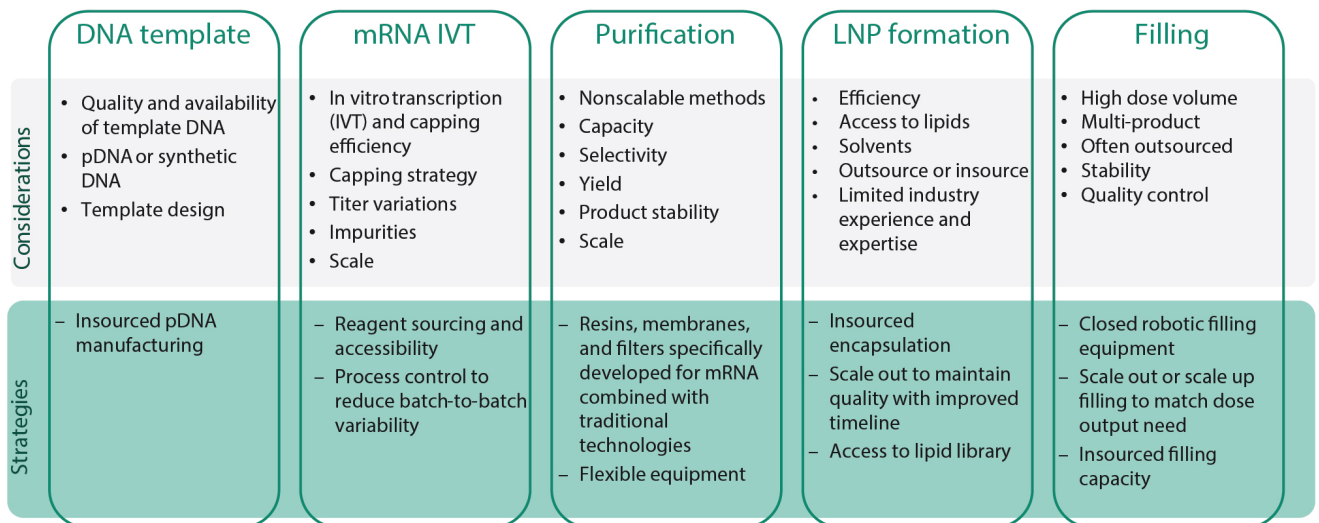 DNA template
mRNA IVT
Purification
LNP formation
Filling
Considerations
• Quality and availability
of template DNA
• pDNA or synthetic
DNA
• Template design
• In vitro transcription
(IVT) and capping
efficiency
• Capping strategy
• Titer variations
• Impurities
• Scale
• Nonscalable methods
• Capacity
• Selectivity
• Yield
• Product stability
• Scale
• Efficiency
• Access to lipids
• Solvents
• Outsource or insource
• Limited industry
experience and
expertise
• High dose volume
• Multi-product
• Often outsourced
• Stability
• Quality control
Strategies
– Insourced pDNA
manufacturing
– Reagent sourcing and
accessibility
– Process control to
reduce batch-to-batch
variability
– Resins, membranes,
and filters specifically
developed for mRNA
combined with
traditional
technologies
– Flexible equipment
– Insourced
encapsulation
– Scale out to maintain
quality with improved
timeline
– Access to lipid library
– Closed robotic filling
equipment
– Scale out or scale up
filling to match dose
output need
– Insourced filling
capacity